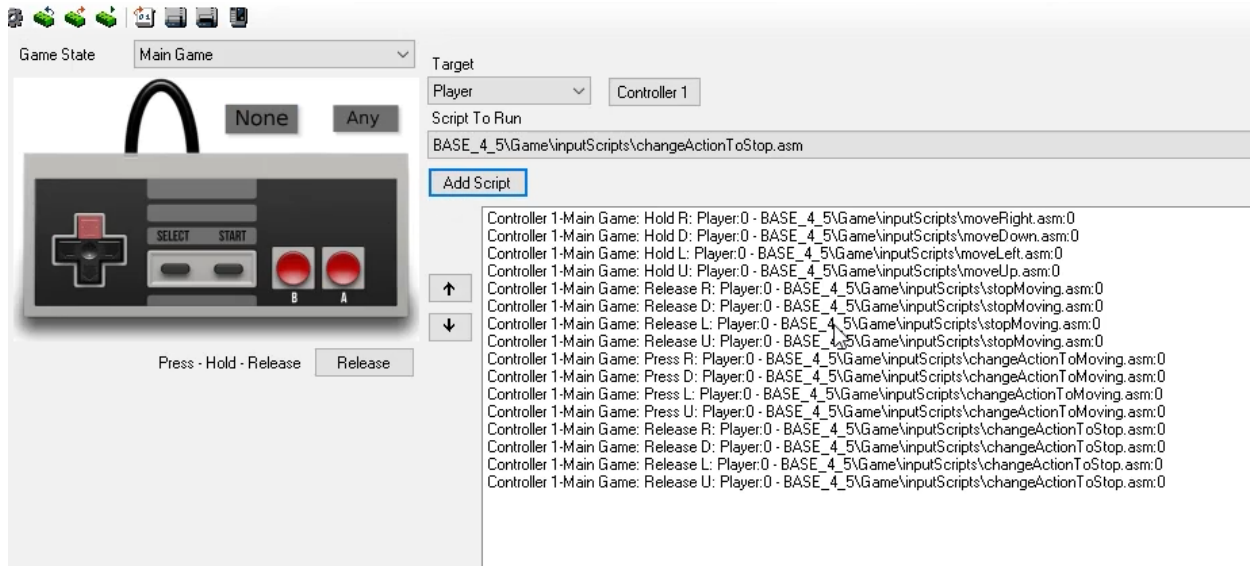 Game State
Main Game
Target
Player
Controller 1
None
Any
Script To Run
BASE_4_5\Game\inputScripts\changeActionToStop.asm
Add Script
SELECT START
B A
Press - Hold - Release
Release
Controller 1-Main Game: Hold R: Player:0 - BASE_4_5\Game\inputScripts\moveRight.asm:0
Controller 1-Main Game: Hold D: Player:0 - BASE_4_5\Game\inputScripts\moveDown.asm:0
Controller 1-Main Game: Hold L: Player:0 - BASE_4_5\Game\inputScripts\moveLeft.asm:0
Controller 1-Main Game: Hold U: Player:0 - BASE_4_5\Game\inputScripts\moveUp.asm:0
Controller 1-Main Game: Release R: Player:0 - BASE_4_5\Game\inputScripts\stopMoving.asm:0
Controller 1-Main Game: Release D: Player:0 - BASE_4_5\Game\inputScripts\stopMoving.asm:0
Controller 1-Main Game: Release L: Player:0 - BASE_4_5\Game\inputScripts\stopMoving.asm:0
Controller 1-Main Game: Release U: Player:0 - BASE_4_5\Game\inputScripts\stopMoving.asm:0
Controller 1-Main Game: Press R: Player:0 - BASE_4_5\Game\inputScripts\changeActionToMoving.asm:0
Controller 1-Main Game: Press D: Player:0 - BASE_4_5\Game\inputScripts\changeActionToMoving.asm:0
Controller 1-Main Game: Press L: Player:0 - BASE_4_5\Game\inputScripts\changeActionToMoving.asm:0
Controller 1-Main Game: Press U: Player:0 - BASE_4_5\Game\inputScripts\changeActionToMoving.asm:0
Controller 1-Main Game: Release R: Player:0 - BASE_4_5\Game\inputScripts\changeActionToStop.asm:0
Controller 1-Main Game: Release D: Player:0 - BASE_4_5\Game\inputScripts\changeActionToStop.asm:0
Controller 1-Main Game: Release L: Player:0 - BASE_4_5\Game\inputScripts\changeActionToStop.asm:0
Controller 1-Main Game: Release U: Player:0 - BASE_4_5\Game\inputScripts\changeActionToStop.asm:0